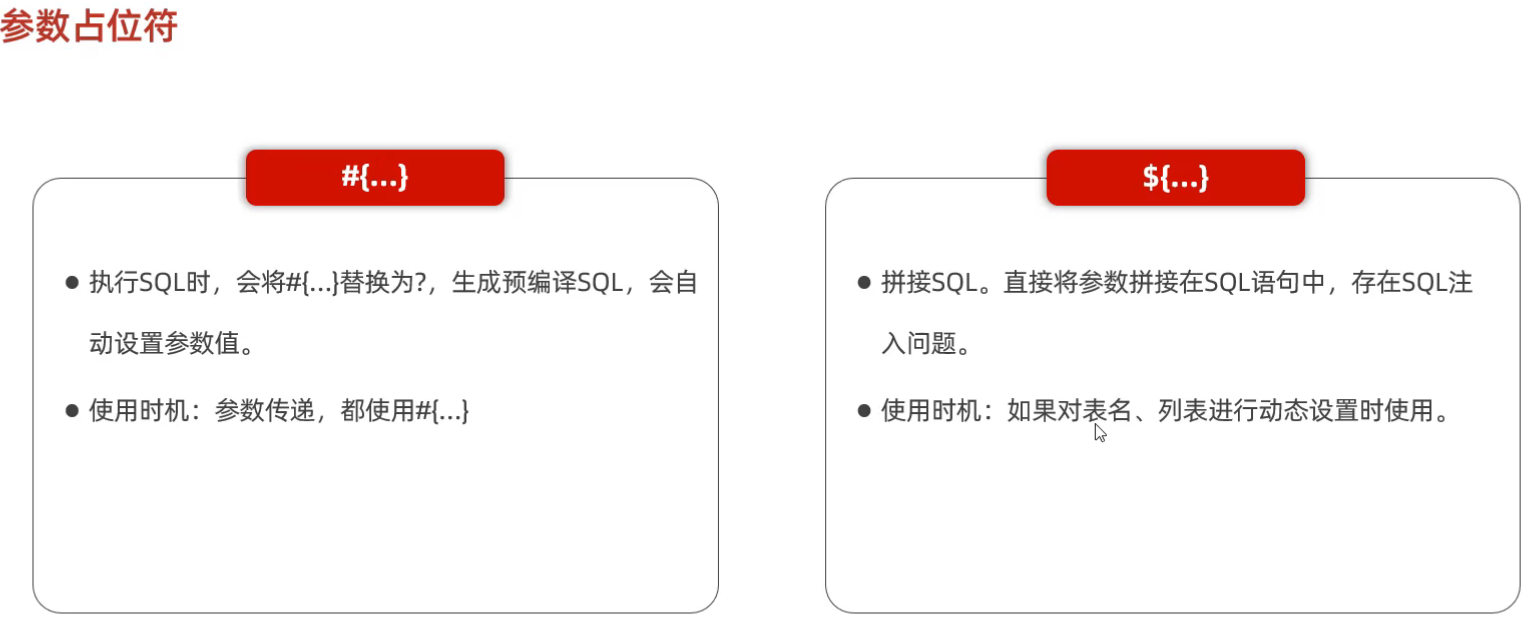 参数占位符
#{...}
执行SQL时，会将#{...}替换为?，生成预编译SQL，会自
动设置参数值。
使用时机：参数传递，都使用#{...}
${...}
拼接SQL。直接将参数拼接在SQL语句中，存在SQL注
入问题。
使用时机：如果对表名、列表进行动态设置时使用。